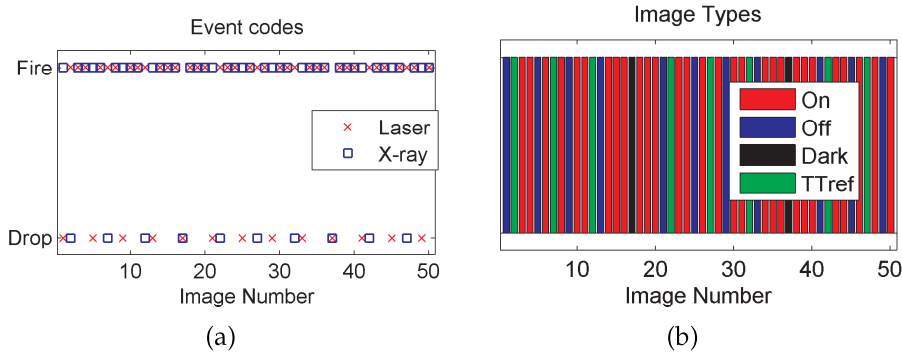 Event codes
Fire
Laser
X-ray
Drop
10 20 30 40 50
Image Number
(a)
Image Types
On
Off
Dark
TTref
10 20 30 40 50
Image Number
(b)